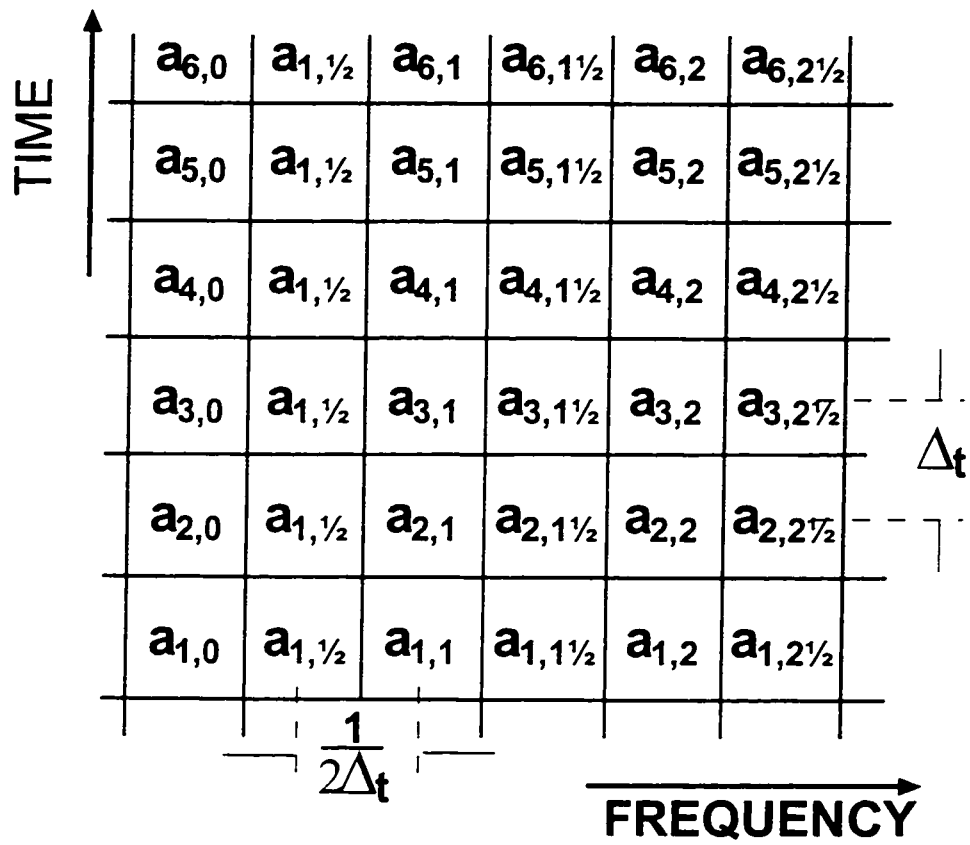 TIME
a6,0 a1,½ a6,1 a6,1½ a6,2 a6,2½
a5,0 a1,½ a5,1 a5,1½ a5,2 a5,2½
a4,0 a1,½ a4,1 a4,1½ a4,2 a4,2½
a3,0 a1,½ a3,1 a3,1½ a3,2 a3,2½
Δt
a2,0 a1,½ a2,1 a2,1½ a2,2 a2,2½
a1,0 a1,½ a1,1 a1,1½ a1,2 a1,2½
1
2Δt
FREQUENCY